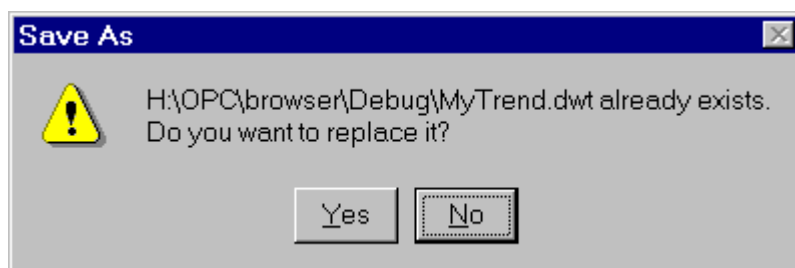 Save As
H:\OPC\browser\Debug\MyTrend.dwt already exists.
Do you want to replace it?
Yes No